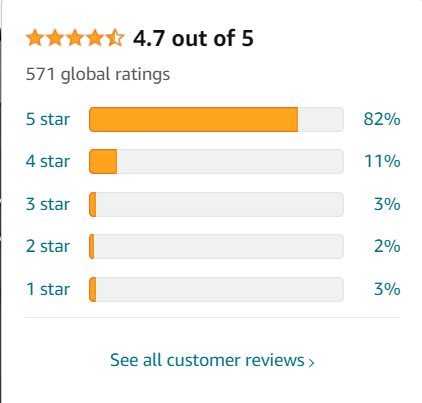 4.7 out of 5
571 global ratings
5 star 82%
4 star 11%
3 star 3%
2 star 2%
1 star 3%
See all customer reviews ›